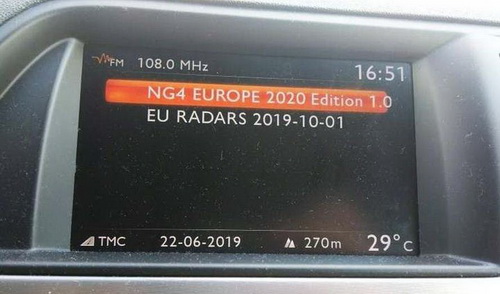 FM 108.0 MHz 16:51
NG4 EUROPE 2020 Edition 1.0
EU RADARS 2019-10-01
TMC 22-06-2019 270m 29°C